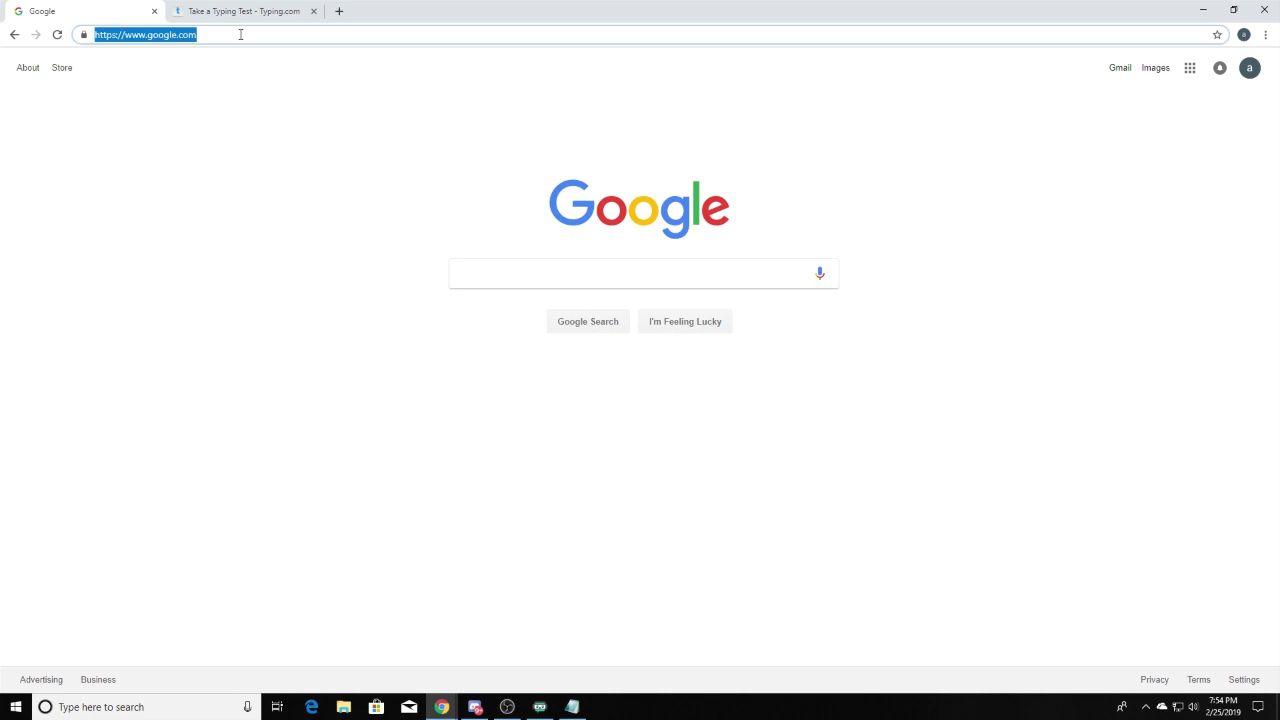 Google
Take a Typing Test - Typing.com
https://www.google.com
a
About Store
Gmail Images
a
Google
Google Search I'm Feeling Lucky
Advertising Business
Privacy Terms Settings
Type here to search
7:54 PM
2/25/2019